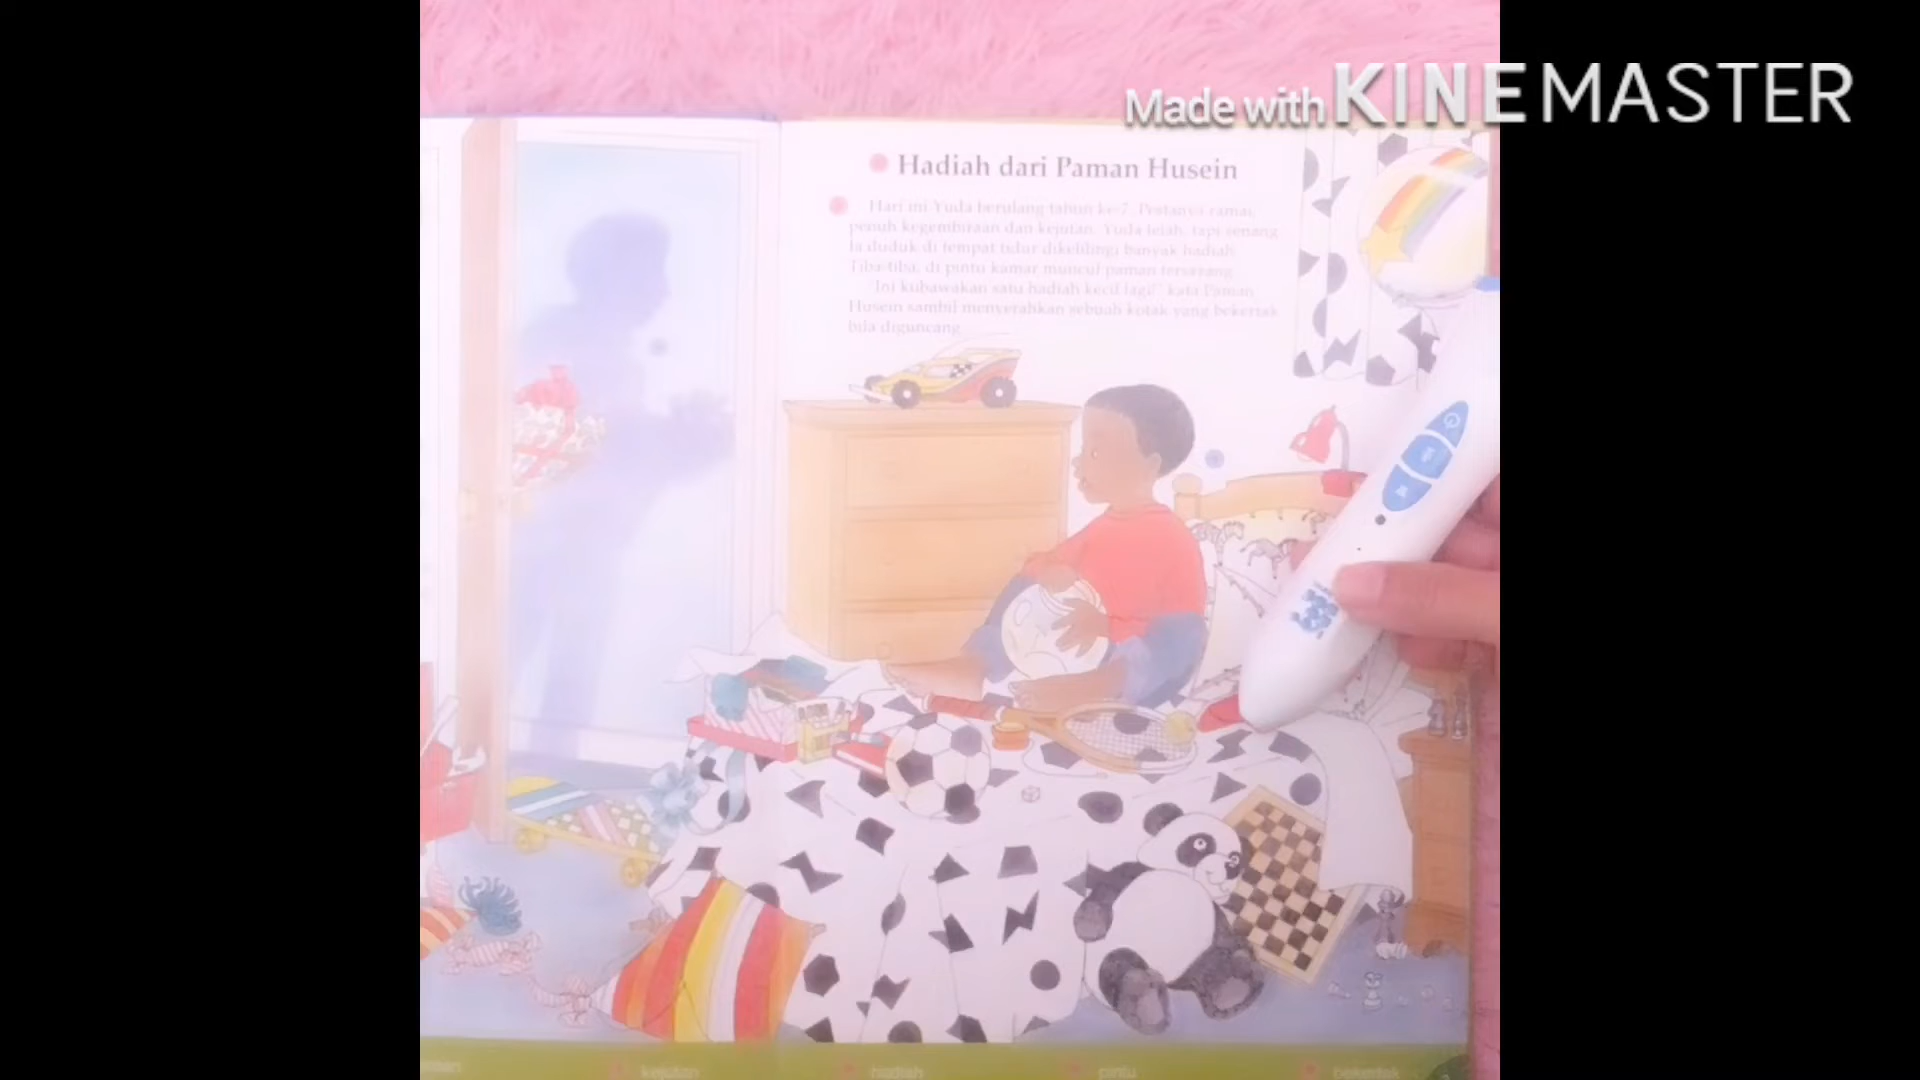 Made with KINEMASTER
Hadiah dari Paman Husein
Hari ini Yuda berulang tahun ke-7. Pestanya ramai,
penuh kegembiraan dan kejutan. Yuda lelah, tapi senang.
Ia duduk di tempat tidur dikelilingi banyak hadiah.
Tiba-tiba, di pintu kamar muncul paman tersayang.
"Ini kubawakan satu hadiah kecil lagi!" kata Paman
Husein sambil menyerahkan sebuah kotak yang bekertak
bila diguncang.
kejutan hadiah pintu bekertak